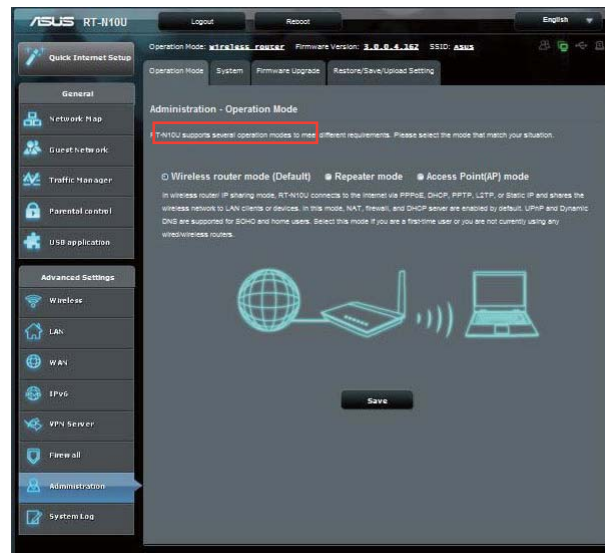 ASUS RT-N10U
Logout
Reboot
English
Quick Internet Setup
Operation Mode: wireless router Firmware Version: 3.0.0.4.162 SSID: ASUS
Operation Mode
System
Firmware Upgrade
Restore/Save/Upload Setting
General
Network Map
Guest Network
Traffic Manager
Parental control
USB application
Advanced Settings
Wireless
LAN
WAN
IPv6
VPN Server
Firewall
Administration
System Log
Administration - Operation Mode
RT-N10U supports several operation modes to meet different requirements. Please select the mode that match your situation.
Wireless router mode (Default)
Repeater mode
Access Point(AP) mode
In wireless router/ IP sharing mode, RT-N10U connects to the internet via PPPoE, DHCP, PPTP, L2TP, or Static IP and shares the
wireless network to LAN clients or devices. In this mode, NAT, firewall, and DHCP server are enabled by default. UPnP and Dynamic
DNS are supported for SOHO and home users. Select this mode if you are a first-time user or you are not currently using any
wired/wireless routers.
Save